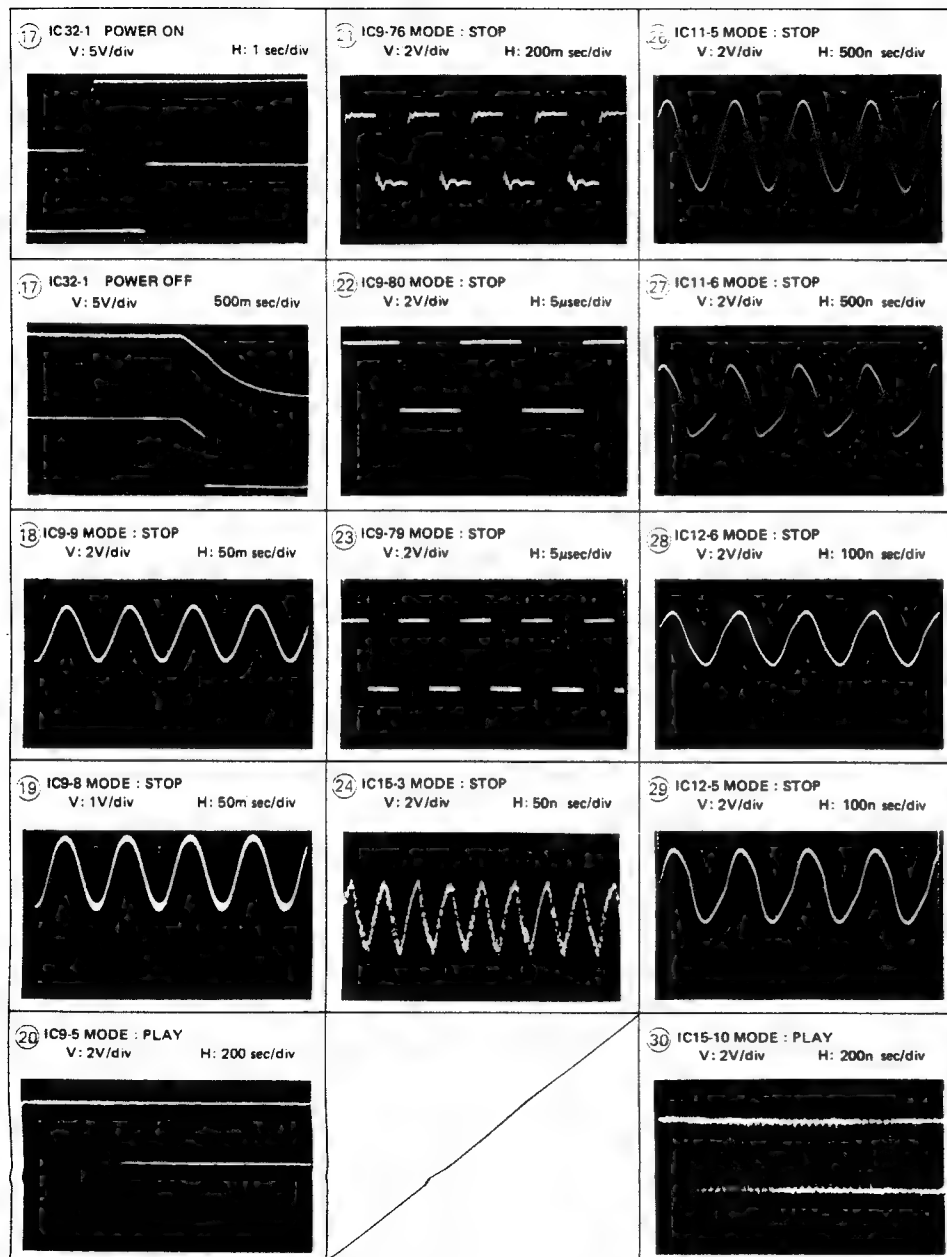 17 IC32-1 POWER ON
V: 5V/div H: 1 sec/div
21 IC9-76 MODE : STOP
V: 2V/div H: 200m sec/div
26 IC11-5 MODE : STOP
V: 2V/div H: 500n sec/div
17 IC32-1 POWER OFF
V: 5V/div 500m sec/div
22 IC9-80 MODE : STOP
V: 2V/div H: 5μsec/div
27 IC11-6 MODE : STOP
V: 2V/div H: 500n sec/div
18 IC9-9 MODE : STOP
V: 2V/div H: 50m sec/div
23 IC9-79 MODE : STOP
V: 2V/div H: 5μsec/div
28 IC12-6 MODE : STOP
V: 2V/div H: 100n sec/div
19 IC9-8 MODE : STOP
V: 1V/div H: 50m sec/div
24 IC15-3 MODE : STOP
V: 2V/div H: 50n sec/div
29 IC12-5 MODE : STOP
V: 2V/div H: 100n sec/div
20 IC9-5 MODE : PLAY
V: 2V/div H: 200 sec/div
30 IC15-10 MODE : PLAY
V: 2V/div H: 200n sec/div